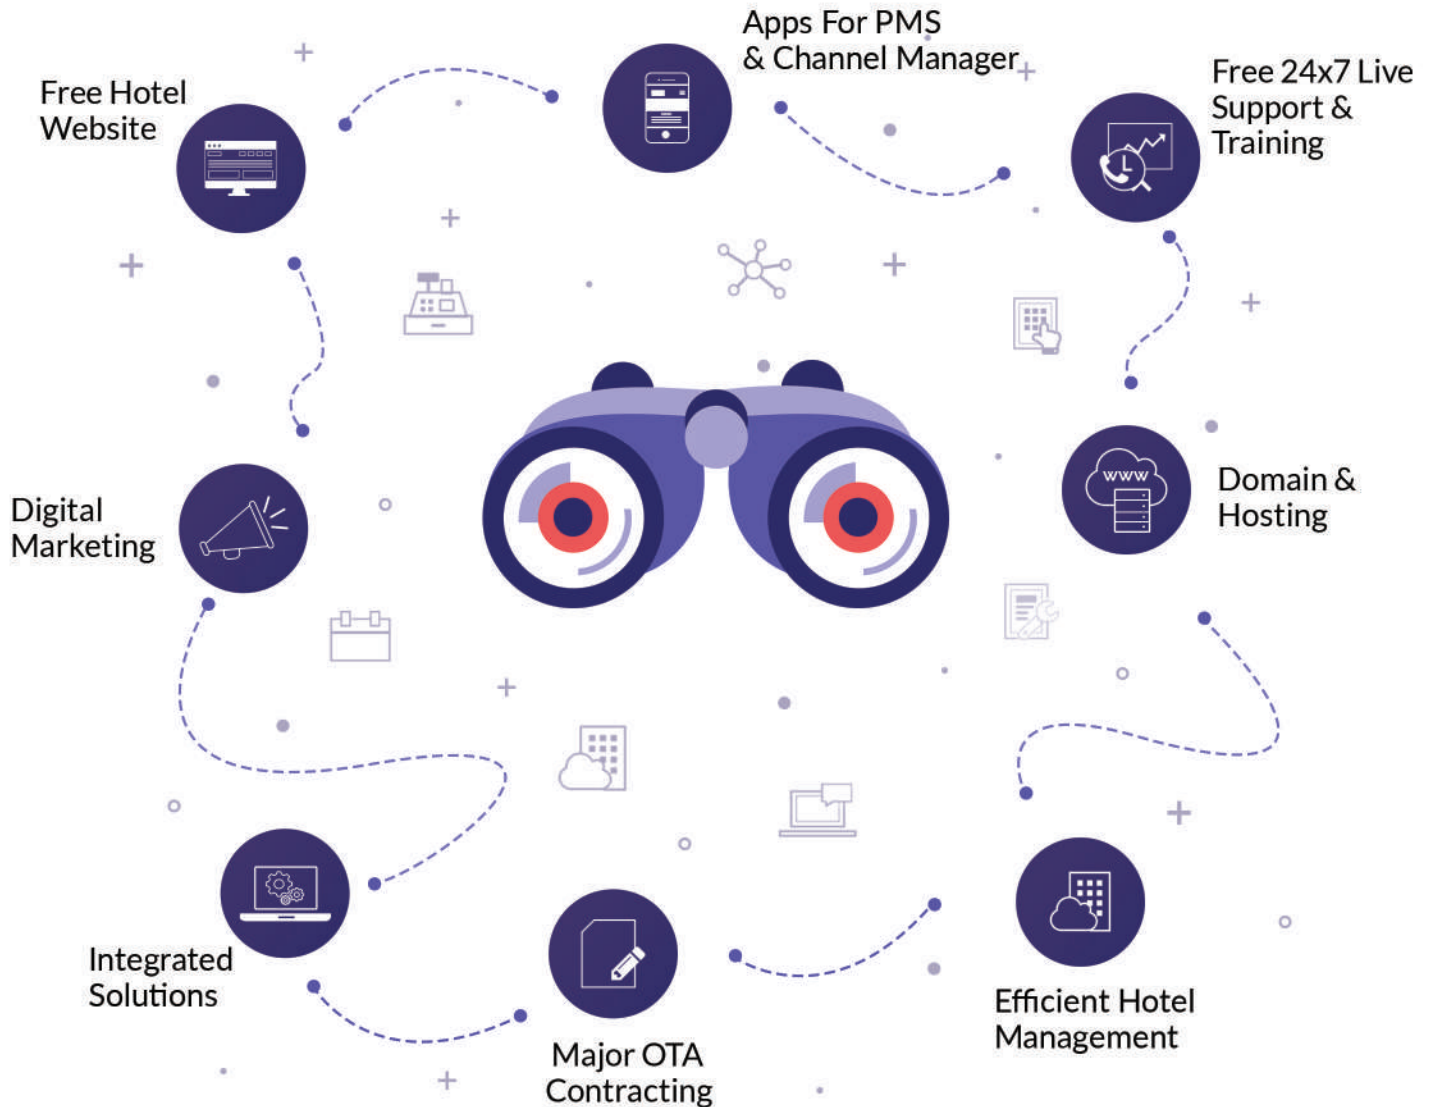 Apps For PMS
& Channel Manager
Free 24x7 Live
Support &
Training
Free Hotel
Website
Domain &
Hosting
WWW
Digital
Marketing
Integrated
Solutions
Efficient Hotel
Management
Major OTA
Contracting